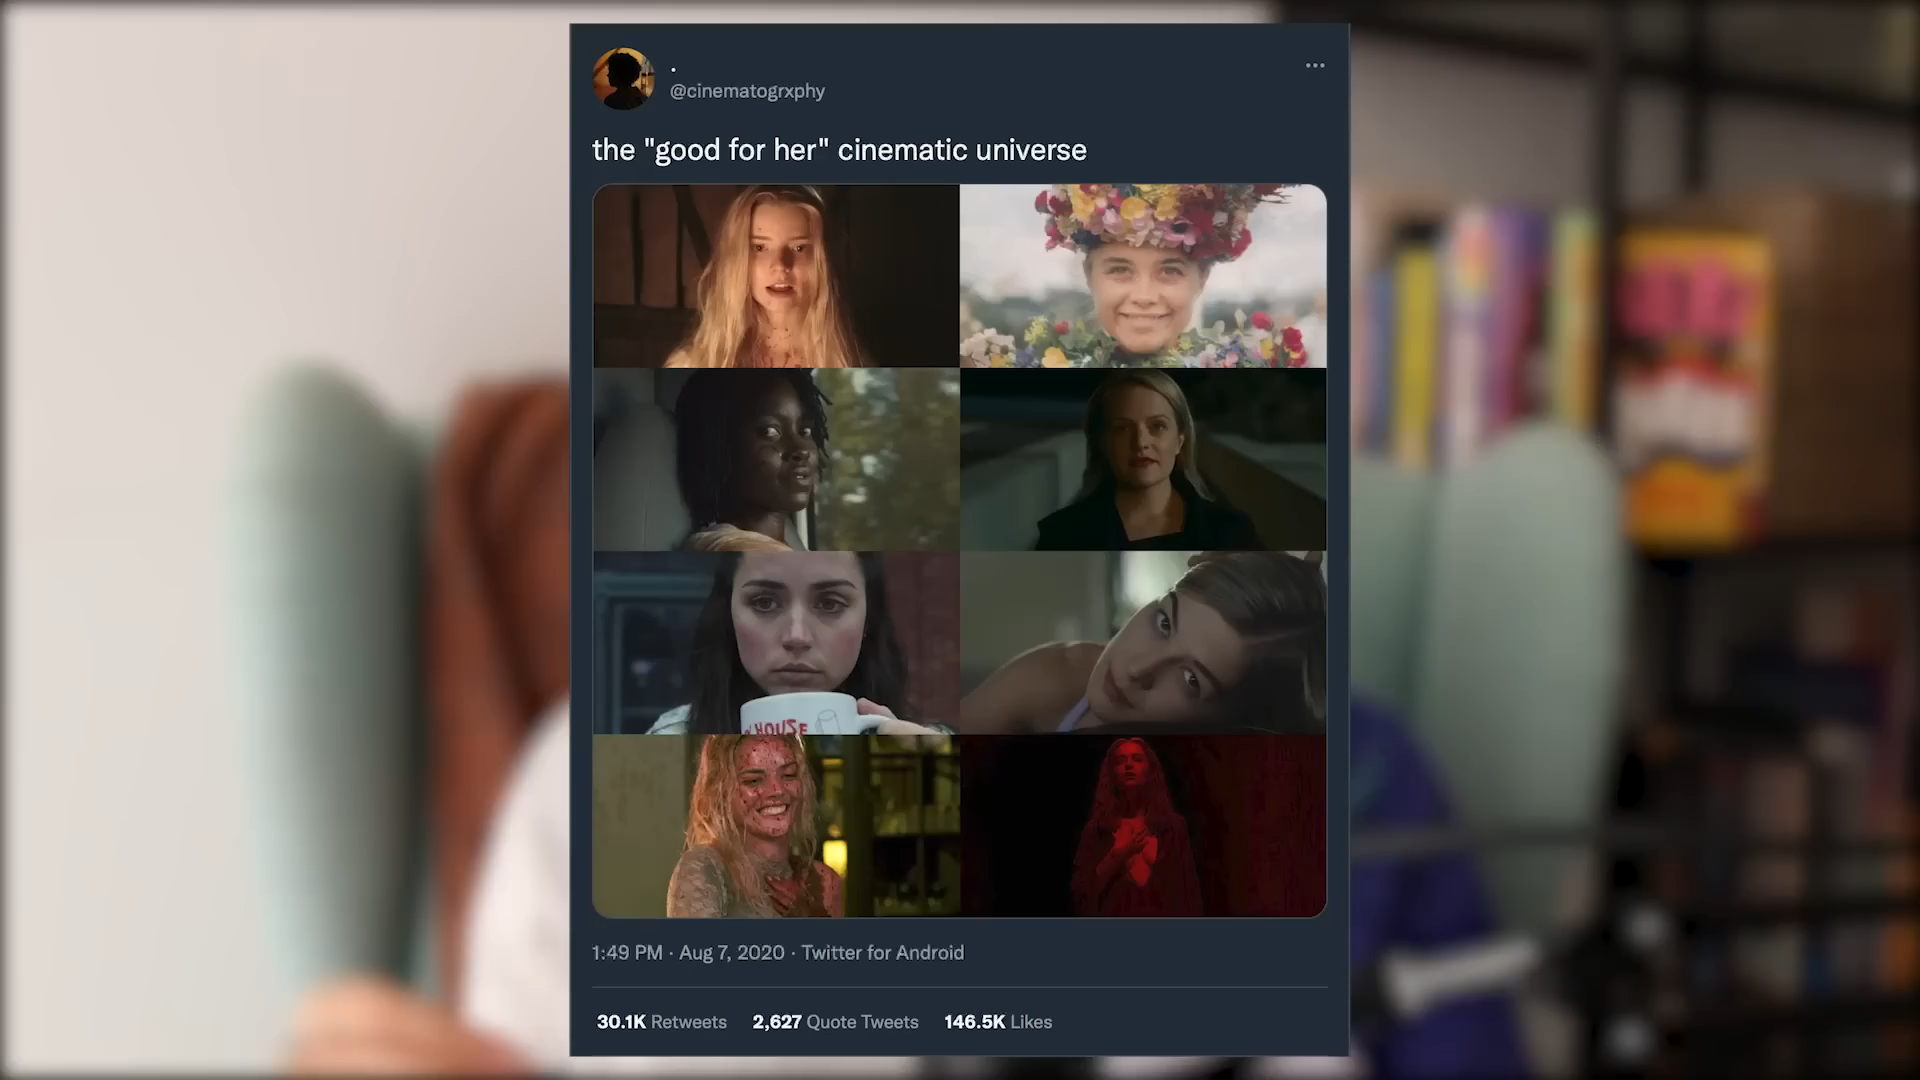 .
@cinematogrxphy
the "good for her" cinematic universe
HOUSE
1:49 PM · Aug 7, 2020 · Twitter for Android
30.1K Retweets 2,627 Quote Tweets 146.5K Likes